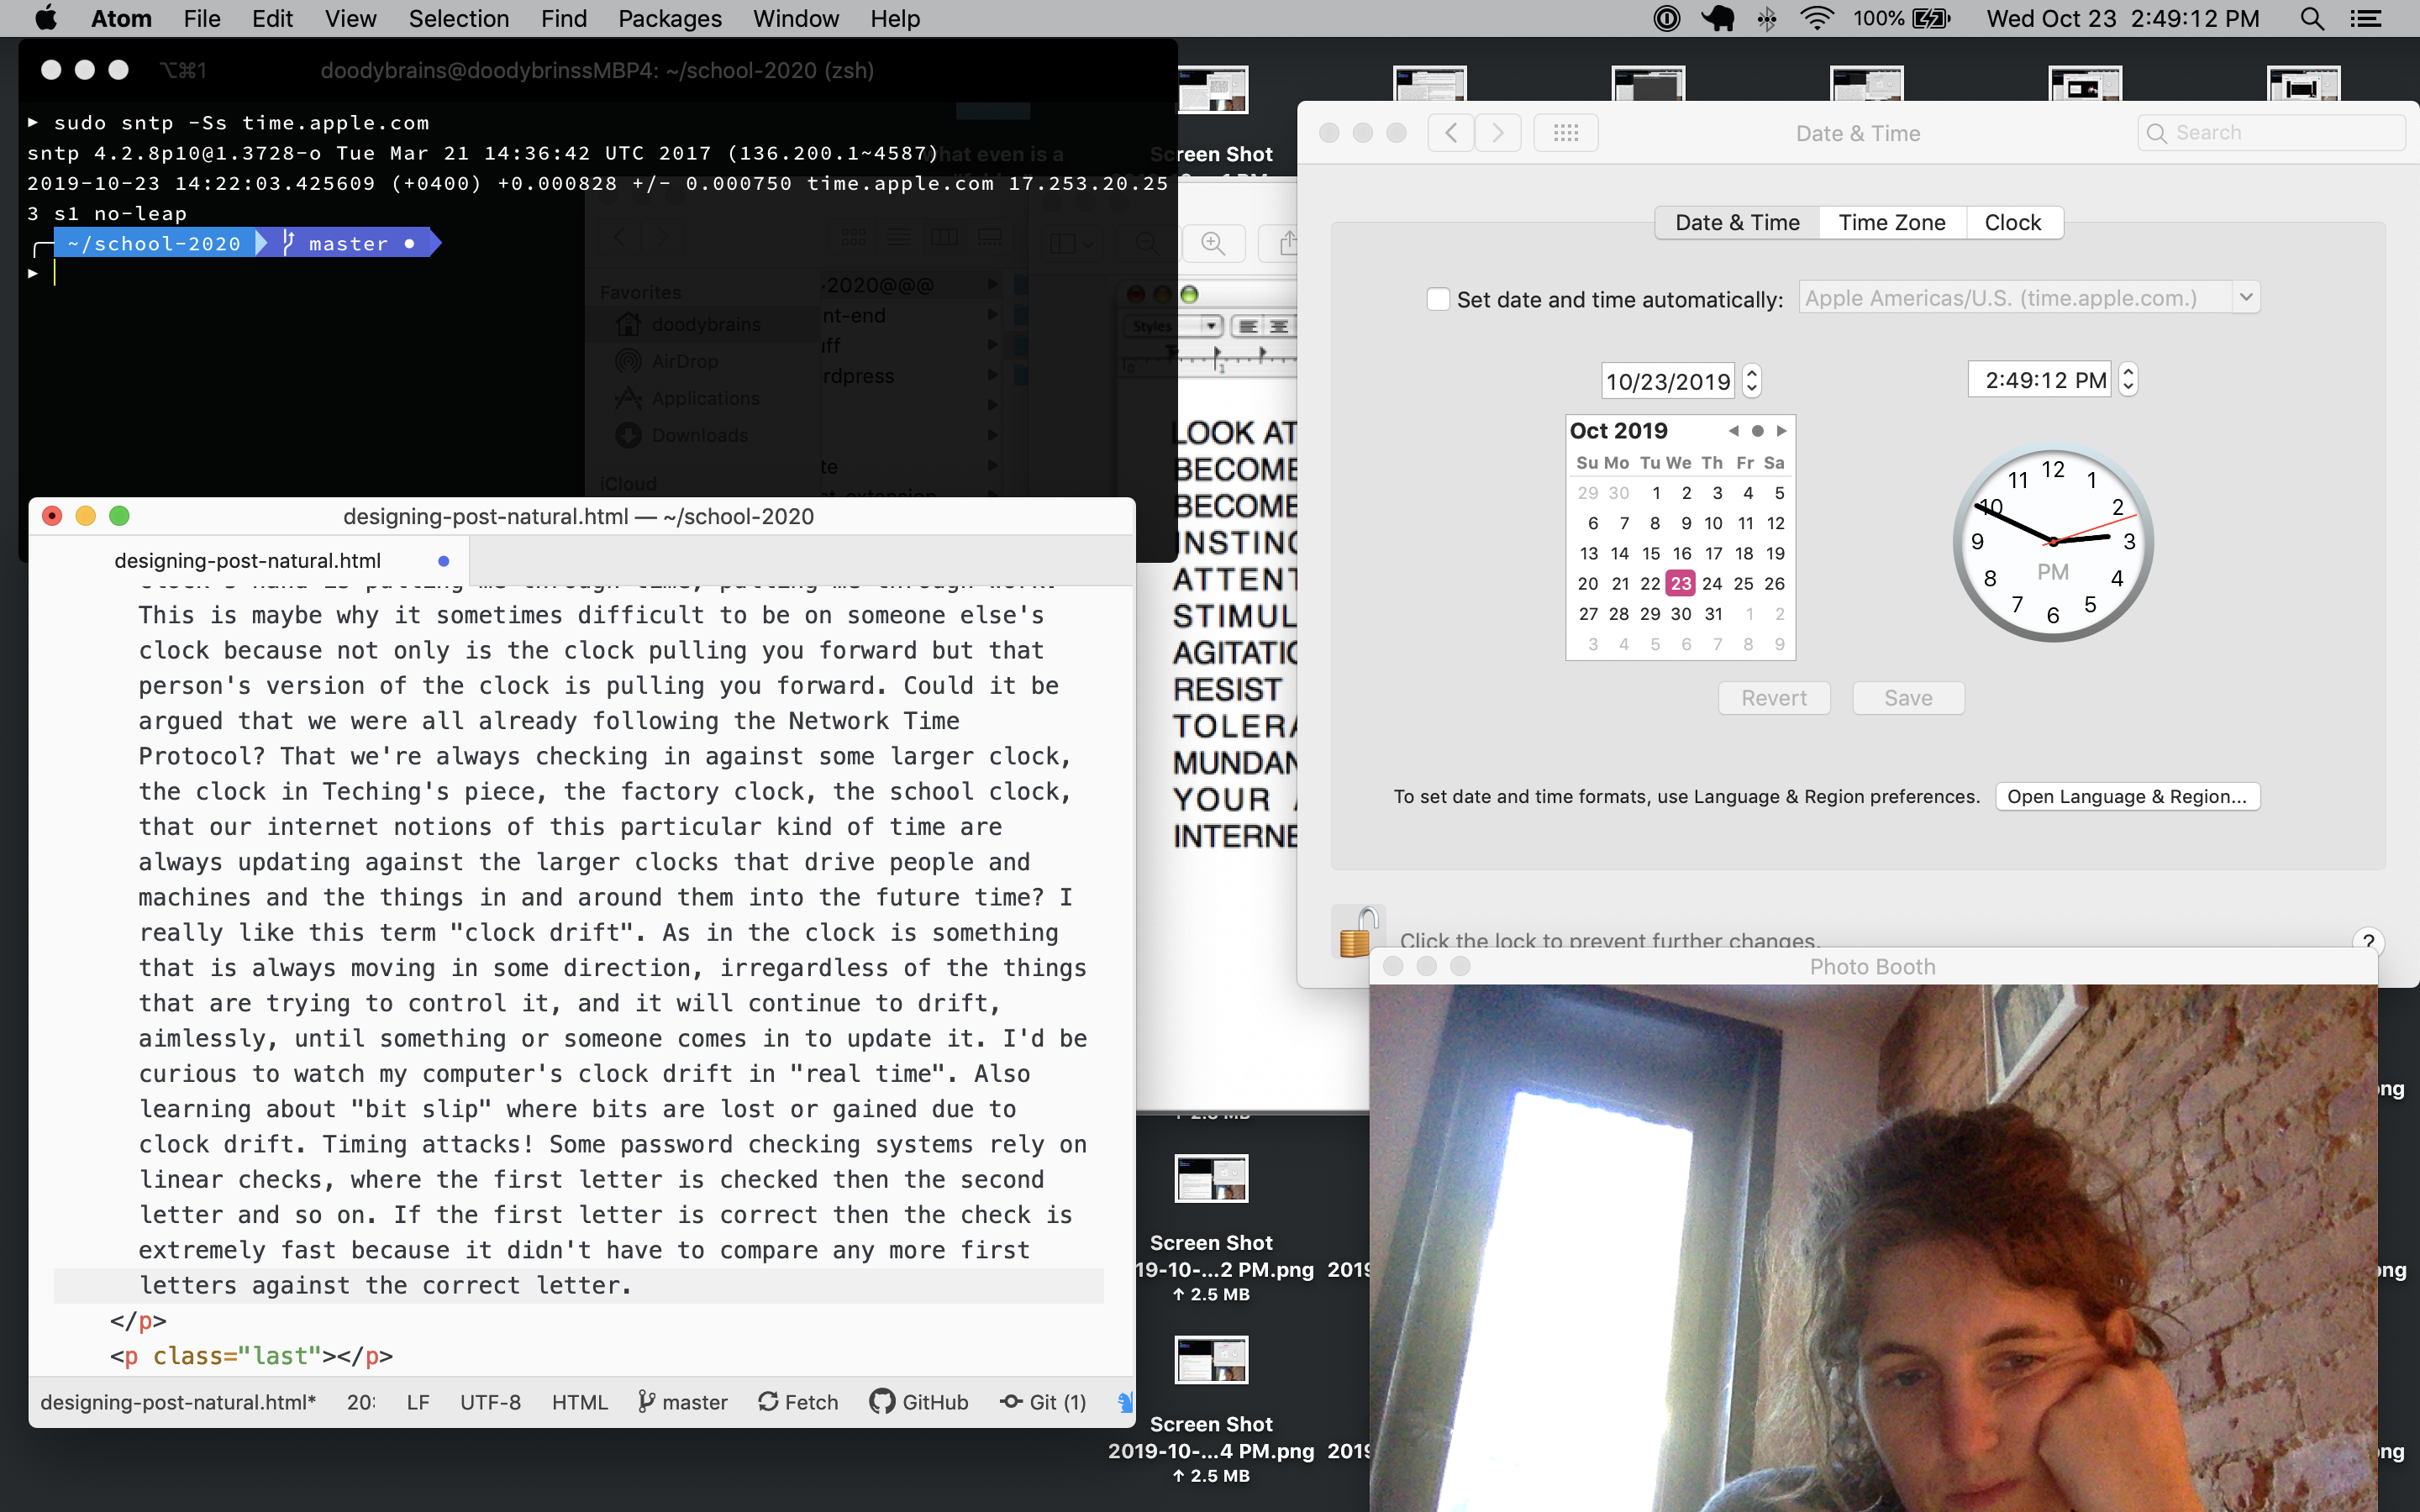 Atom File Edit View Selection Find Packages Window Help 100% Wed Oct 23 2:49:12 PM
⌥⌘1 doodybrains@doodybrinssMBP4: ~/school-2020 (zsh)
▸ sudo sntp -Ss time.apple.com
sntp 4.2.8p10@1.3728-o Tue Mar 21 14:36:42 UTC 2017 (136.200.1~4587)
2019-10-23 14:22:03.425609 (+0400) +0.000828 +/- 0.000750 time.apple.com 17.253.20.25
3 s1 no-leap
~/school-2020 master ●
▸
what even is a
Screen Shot
Favorites
doodybrains
AirDrop
Applications
Downloads
iCloud
-2020@@@
nt-end
uff
rdpress
te
Styles
0 1
LOOK AT
BECOME
BECOME
INSTINC
ATTENT
STIMUL
AGITATIO
RESIST
TOLERA
MUNDAN
YOUR
INTERNE
designing-post-natural.html — ~/school-2020
designing-post-natural.html
clock's hand is pulling me through time, pulling me through work.
This is maybe why it sometimes difficult to be on someone else's
clock because not only is the clock pulling you forward but that
person's version of the clock is pulling you forward. Could it be
argued that we were all already following the Network Time
Protocol? That we're always checking in against some larger clock,
the clock in Teching's piece, the factory clock, the school clock,
that our internet notions of this particular kind of time are
always updating against the larger clocks that drive people and
machines and the things in and around them into the future time? I
really like this term "clock drift". As in the clock is something
that is always moving in some direction, irregardless of the things
that are trying to control it, and it will continue to drift,
aimlessly, until something or someone comes in to update it. I'd be
curious to watch my computer's clock drift in "real time". Also
learning about "bit slip" where bits are lost or gained due to
clock drift. Timing attacks! Some password checking systems rely on
linear checks, where the first letter is checked then the second
letter and so on. If the first letter is correct then the check is
extremely fast because it didn't have to compare any more first
letters against the correct letter.
</p>
<p class="last"></p>
designing-post-natural.html* 20: LF UTF-8 HTML master Fetch GitHub Git (1)
Date & Time
Search
Date & Time Time Zone Clock
Set date and time automatically: Apple Americas/U.S. (time.apple.com.)
10/23/2019
2:49:12 PM
Oct 2019
Su Mo Tu We Th Fr Sa
29 30 1 2 3 4 5
6 7 8 9 10 11 12
13 14 15 16 17 18 19
20 21 22 23 24 25 26
27 28 29 30 31 1 2
3 4 5 6 7 8 9
12 1 2 3 4 5 6 7 8 9 10 11
PM
Revert Save
To set date and time formats, use Language & Region preferences. Open Language & Region...
Click the lock to prevent further changes. ?
Photo Booth
Screen Shot
19-10-...2 PM.png 2019
↑ 2.5 MB
Screen Shot
2019-10-...4 PM.png 2019
↑ 2.5 MB
ng
ng
ng